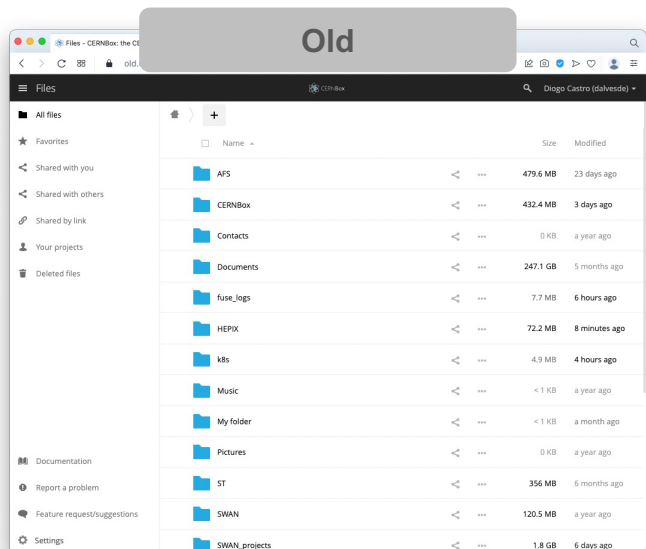 Old
Files - CERNBox: the CE
old.
Files
CERNBox
Diogo Castro (dalvesde)
All files
Favorites
Shared with you
Shared with others
Shared by link
Your projects
Deleted files
+
Name Size Modified
AFS 479.6 MB 23 days ago
CERNBox 432.4 MB 3 days ago
Contacts 0 KB a year ago
Documents 247.1 GB 5 months ago
fuse_logs 7.7 MB 6 hours ago
HEPIX 72.2 MB 8 minutes ago
k8s 4.9 MB 4 hours ago
Music < 1 KB a year ago
My folder < 1 KB a month ago
Pictures 0 KB a year ago
ST 356 MB 6 months ago
SWAN 120.5 MB a year ago
SWAN_projects 1.8 GB 6 days ago
Documentation
Report a problem
Feature request/suggestions
Settings